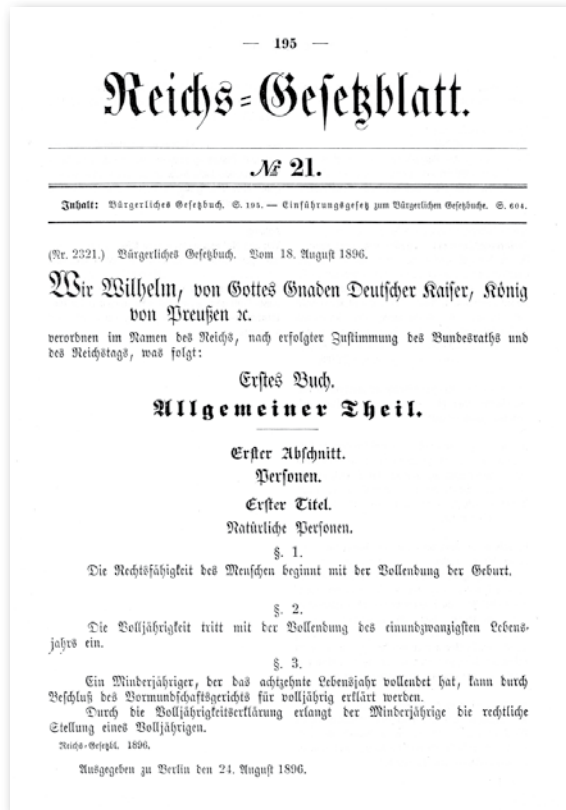 — 195 —
Reichs-Gesetzblatt.
№ 21.
Inhalt: Bürgerliches Gesetzbuch. S. 195. — Einführungsgesetz zum Bürgerlichen Gesetzbuche. S. 604.
(Nr. 2321.) Bürgerliches Gesetzbuch. Vom 18. August 1896.
Wir Wilhelm, von Gottes Gnaden Deutscher Kaiser, König
von Preußen ꝛc.
verordnen im Namen des Reichs, nach erfolgter Zustimmung des Bundesraths und
des Reichstags, was folgt:
Erstes Buch.
Allgemeiner Theil.
Erster Abschnitt.
Personen.
Erster Titel.
Natürliche Personen.
§. 1.
Die Rechtsfähigkeit des Menschen beginnt mit der Vollendung der Geburt.
§. 2.
Die Volljährigkeit tritt mit der Vollendung des einundzwanzigsten Lebens-
jahrs ein.
§. 3.
Ein Minderjähriger, der das achtzehnte Lebensjahr vollendet hat, kann durch
Beschluß des Vormundschaftsgerichts für volljährig erklärt werden.
Durch die Volljährigkeitserklärung erlangt der Minderjährige die rechtliche
Stellung eines Volljährigen.
Reichs-Gesetzbl. 1896.
Ausgegeben zu Berlin den 24. August 1896.